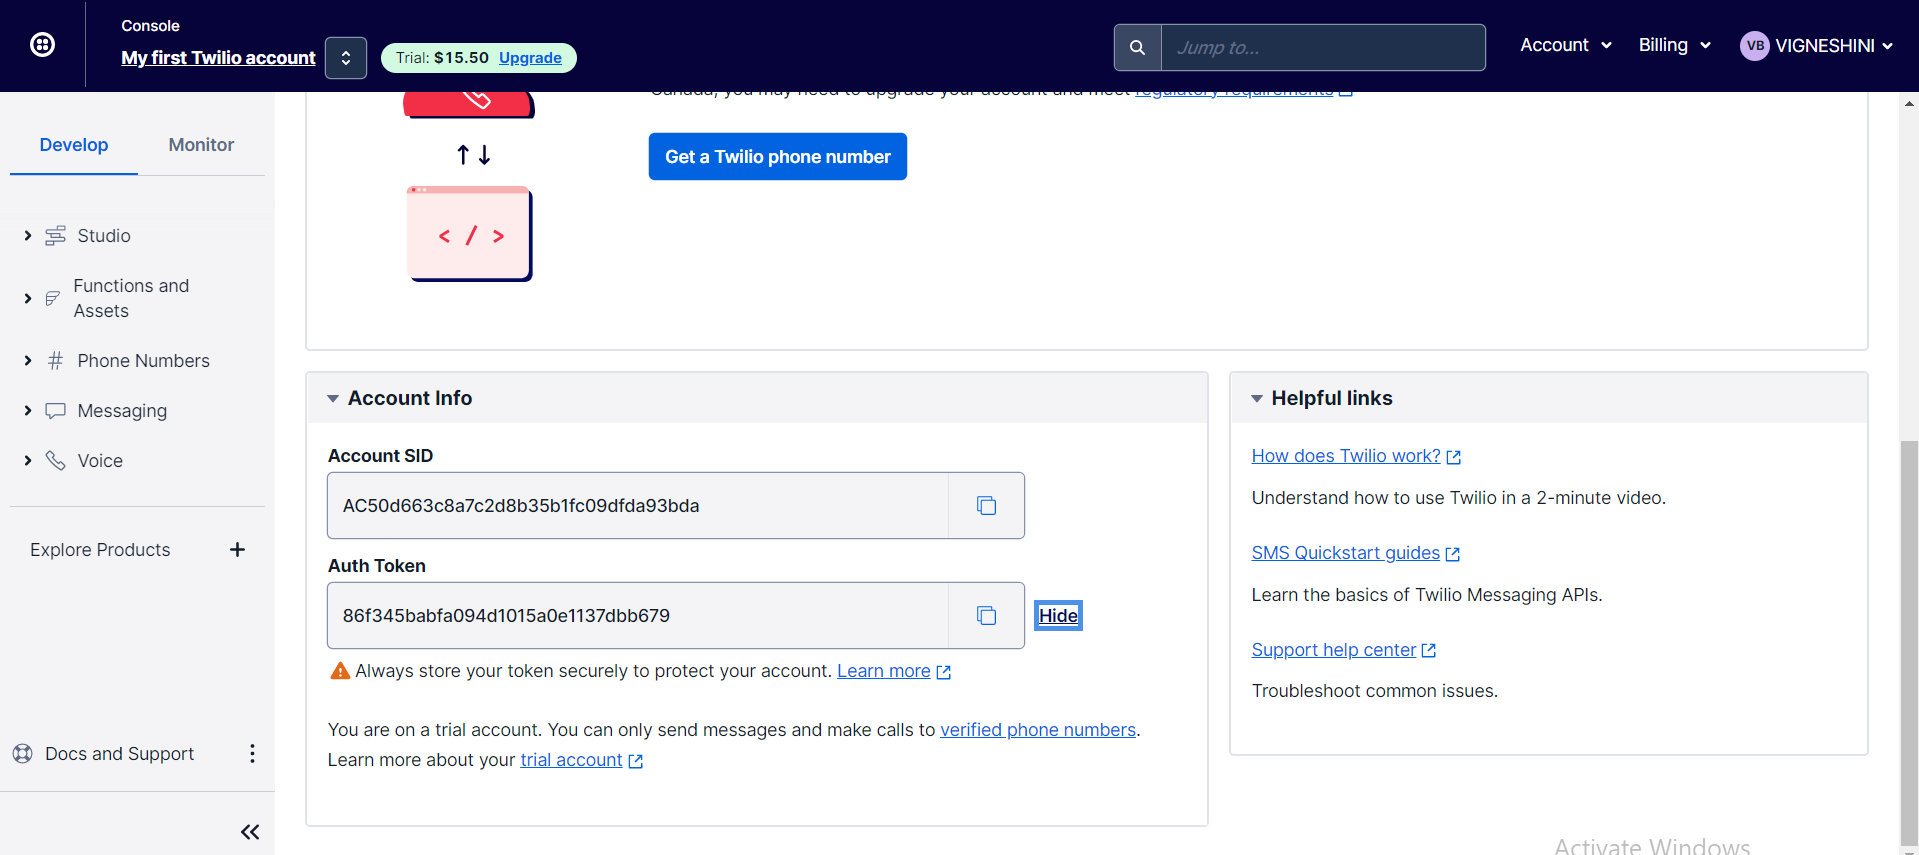 Console
My first Twilio account
Trial: $15.50 Upgrade
Jump to...
Account
Billing
VB VIGNESHINI
Develop
Monitor
Studio
Functions and
Assets
Phone Numbers
Messaging
Voice
Explore Products
Docs and Support
Canada, you may need to upgrade your account and meet regulatory requirements
Get a Twilio phone number
< / >
Account Info
Account SID
AC50d663c8a7c2d8b35b1fc09dfda93bda
Auth Token
86f345babfa094d1015a0e1137dbb679
Hide
Always store your token securely to protect your account. Learn more
You are on a trial account. You can only send messages and make calls to verified phone numbers.
Learn more about your trial account
Helpful links
How does Twilio work?
Understand how to use Twilio in a 2-minute video.
SMS Quickstart guides
Learn the basics of Twilio Messaging APIs.
Support help center
Troubleshoot common issues.
Activate Windows